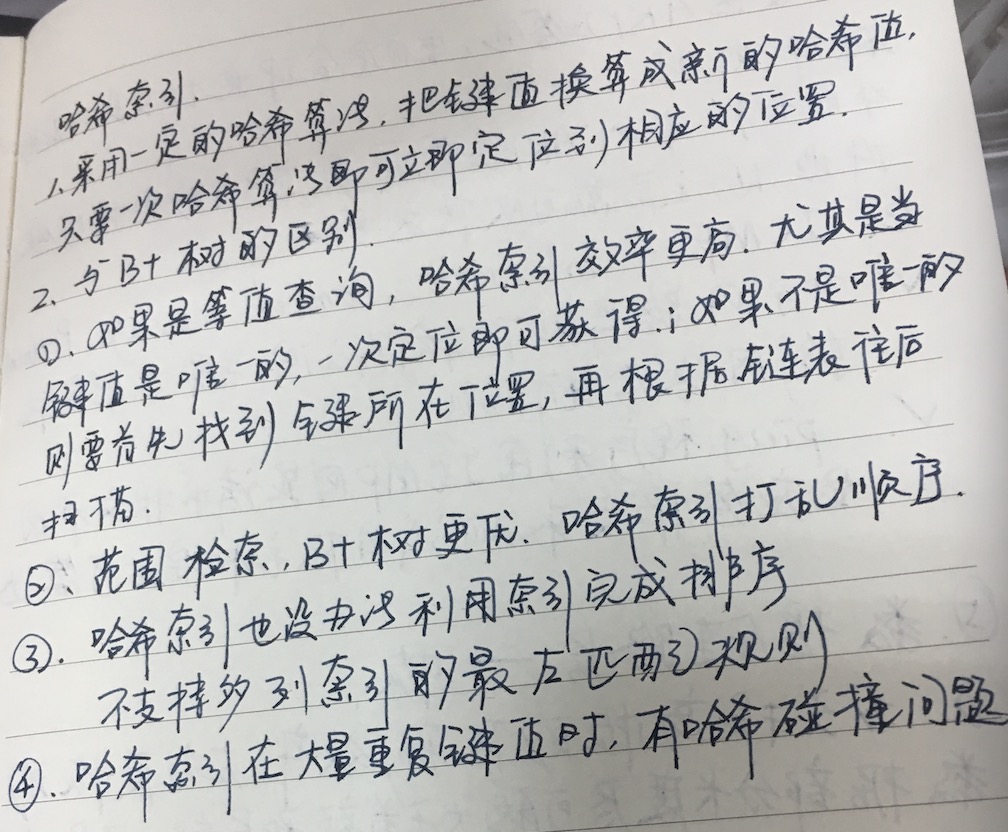 哈希索引.
1、采用一定的哈希算法,把键值换算成新的哈希值,
只要一次哈希算法即可立即定位到相应的位置.
2、与B+树的区别.
①、如果是等值查询,哈希索引效率更高.尤其是当
键值是唯一的,一次定位即可获得.;如果不是唯一的
则要首先找到键所在位置,再根据链表往后
扫描.
②、范围检索,B+树更优.哈希索引打乱顺序.
③.哈希索引也没办法利用索引完成排序
不支持多列索引的最左匹配规则
④.哈希索引在大量重复键值时,有哈希碰撞问题